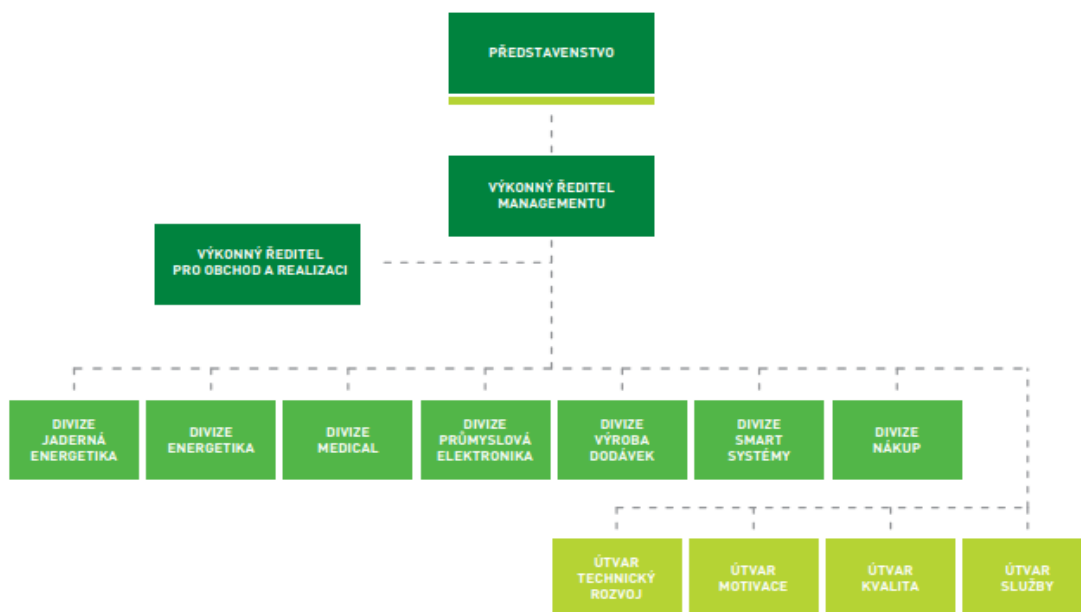 PŘEDSTAVENSTVO
VÝKONNÝ ŘEDITEL
MANAGEMENTU
VÝKONNÝ ŘEDITEL
PRO OBCHOD A REALIZACI
DIVIZE
JADERNÁ
ENERGETIKA
DIVIZE
ENERGETIKA
DIVIZE
MEDICAL
DIVIZE
PRŮMYSLOVÁ
ELEKTRONIKA
DIVIZE
VÝROBA
DODÁVEK
DIVIZE
SMART
SYSTÉMY
DIVIZE
NÁKUP
ÚTVAR
TECHNICKÝ
ROZVOJ
ÚTVAR
MOTIVACE
ÚTVAR
KVALITA
ÚTVAR
SLUŽBY